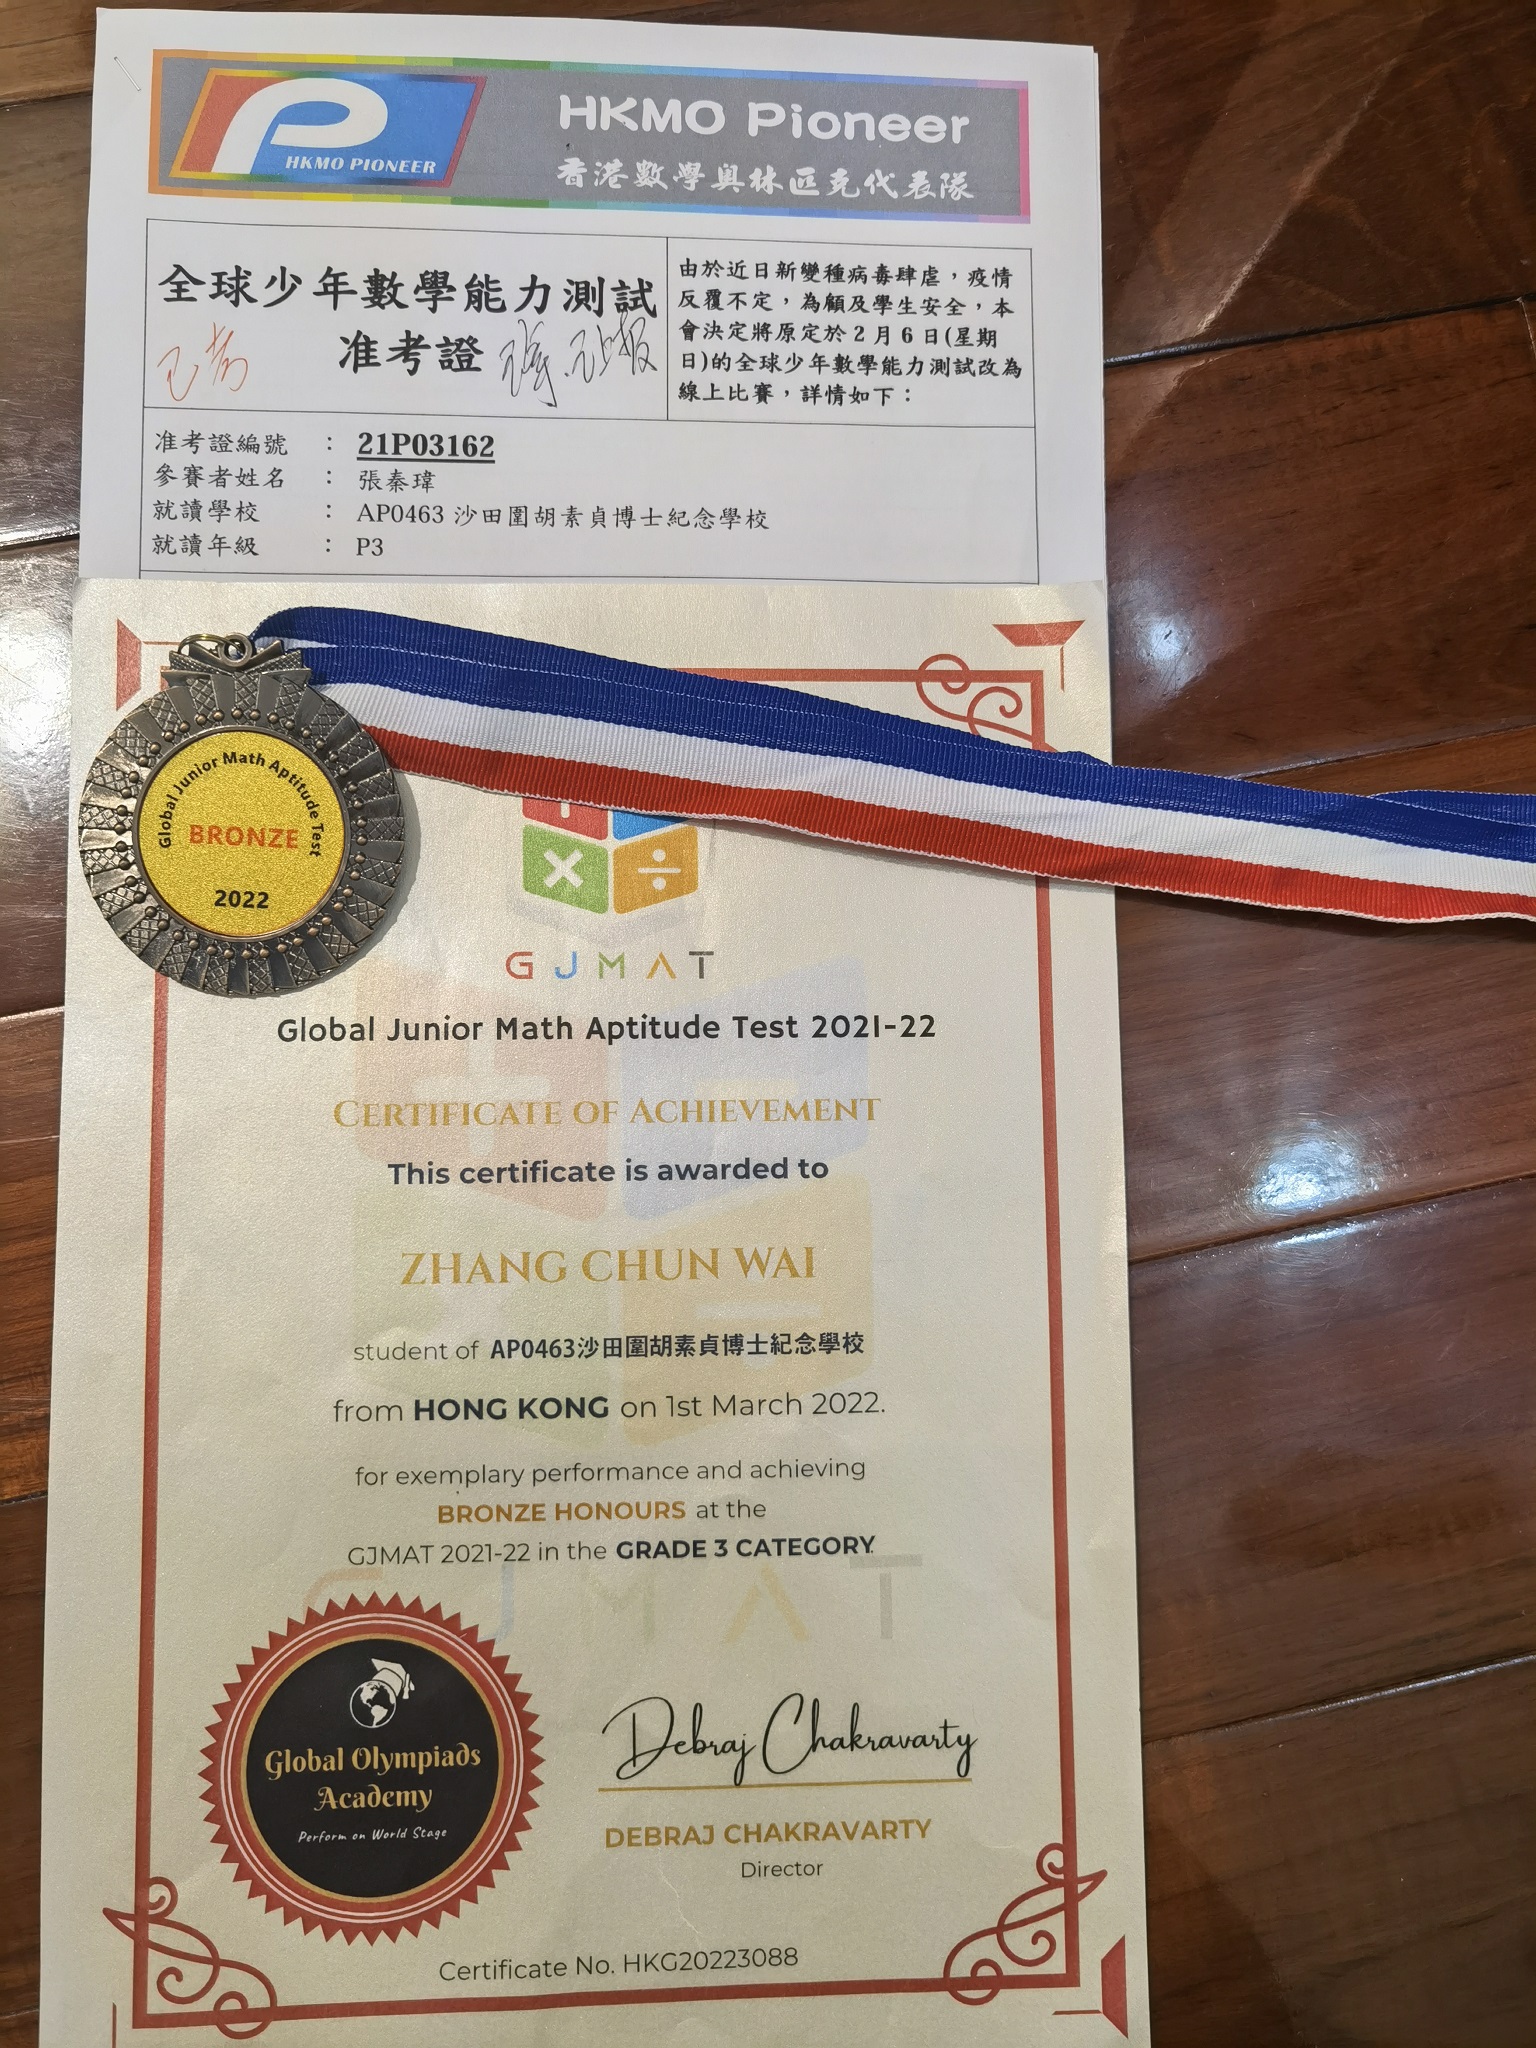 HKMO PIONEER
HKMO Pioneer
香港數學奧林匹克代表隊
全球少年數學能力測試
准考證
由於近日新變種病毒肆虐，疫情
反覆不定，為顧及學生安全，本
會決定將原定於 2 月 6 日(星期
日)的全球少年數學能力測試改為
線上比賽，詳情如下：
准考證編號 : 21P03162
參賽者姓名 : 張秦瑋
就讀學校 : AP0463 沙田圍胡素貞博士紀念學校
就讀年級 : P3
Global Junior Math Aptitude Test
BRONZE
2022
GJMAT
Global Junior Math Aptitude Test 2021-22
CERTIFICATE OF ACHIEVEMENT
This certificate is awarded to
ZHANG CHUN WAI
student of AP0463沙田圍胡素貞博士紀念學校
from HONG KONG on 1st March 2022.
for exemplary performance and achieving
BRONZE HONOURS at the
GJMAT 2021-22 in the GRADE 3 CATEGORY.
GJMAT
Global Olympiads
Academy
Perform on World Stage
Debraj Chakravarty
DEBRAJ CHAKRAVARTY
Director
Certificate No. HKG20223088